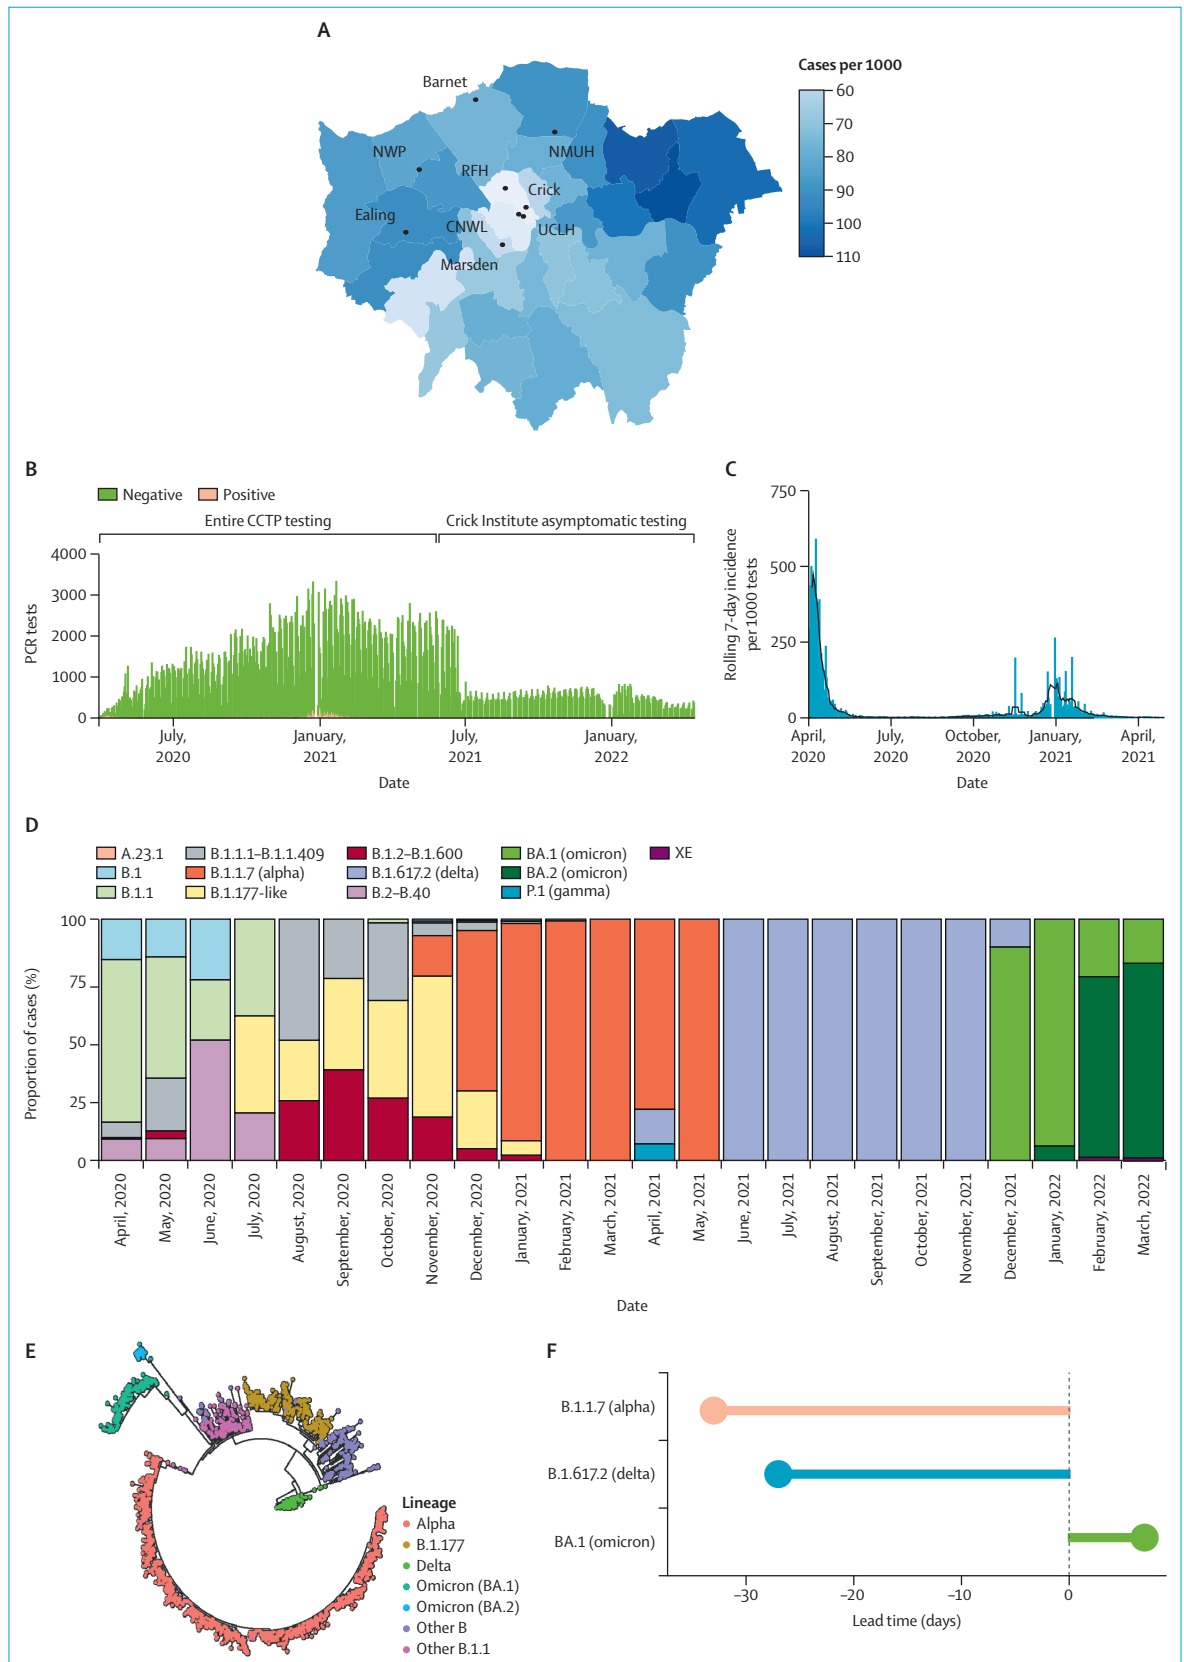 A
Cases per 1000
60
70
80
90
100
110
Barnet
NWP
NMUH
RFH
Crick
Ealing
CNWL
UCLH
Marsden
B
Negative
Positive
Entire CCTP testing
Crick Institute asymptomatic testing
PCR tests
4000
3000
2000
1000
0
July,
2020
January,
2021
July,
2021
January,
2022
Date
C
Rolling 7-day incidence
per 1000 tests
750
500
250
0
April,
2020
July,
2020
October,
2020
January,
2021
April,
2021
Date
D
A.23.1
B.1
B.1.1
B.1.1.1–B.1.1.409
B.1.1.7 (alpha)
B.1.177-like
B.1.2–B.1.600
B.1.617.2 (delta)
B.2–B.40
BA.1 (omicron)
BA.2 (omicron)
P.1 (gamma)
XE
Proportion of cases (%)
100
75
50
25
0
April, 2020
May, 2020
June, 2020
July, 2020
August, 2020
September, 2020
October, 2020
November, 2020
December, 2020
January, 2021
February, 2021
March, 2021
April, 2021
May, 2021
June, 2021
July, 2021
August, 2021
September, 2021
October, 2021
November, 2021
December, 2021
January, 2022
February, 2022
March, 2022
Date
E
Lineage
Alpha
B.1.177
Delta
Omicron (BA.1)
Omicron (BA.2)
Other B
Other B.1.1
F
B.1.1.7 (alpha)
B.1.617.2 (delta)
BA.1 (omicron)
–30
–20
–10
0
Lead time (days)